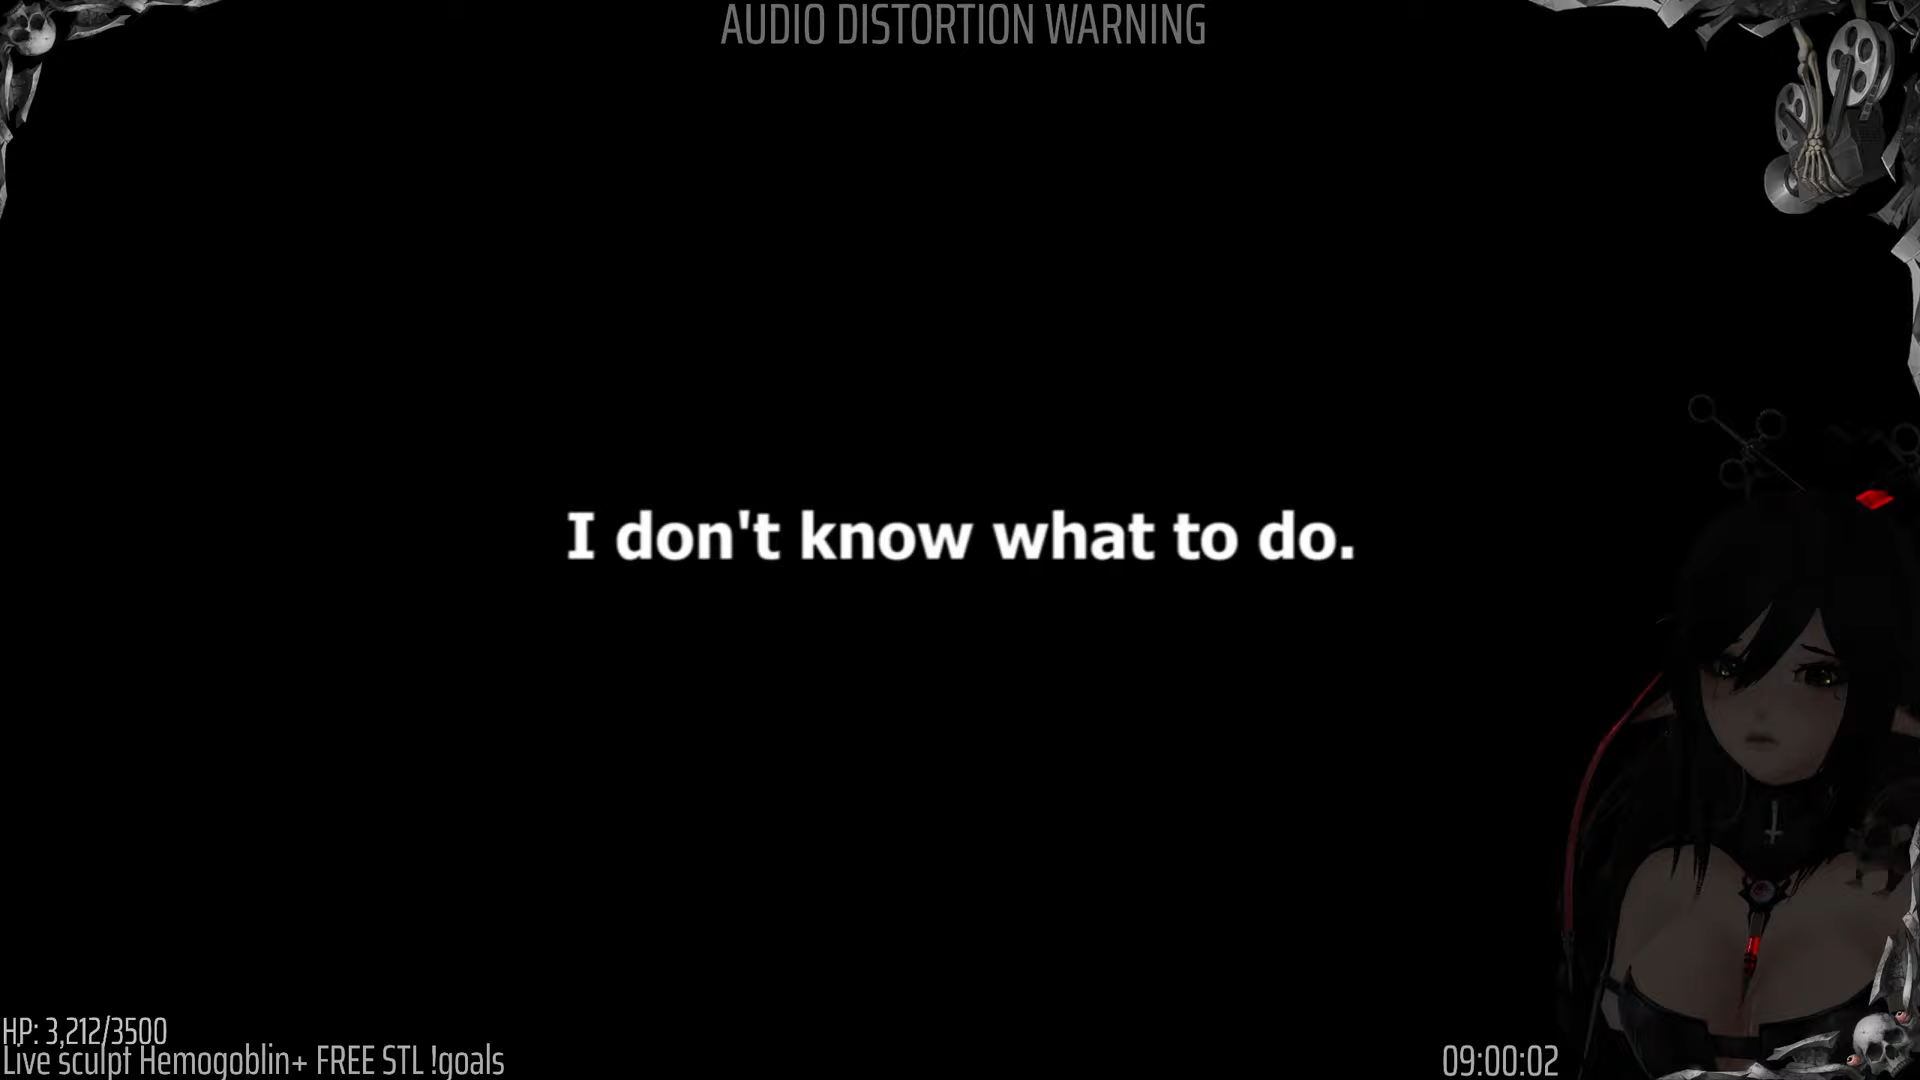 AUDIO DISTORTION WARNING
I don't know what to do.
HP: 3,212/3500
Live sculpt Hemogoblin+ FREE STL !goals
09:00:02